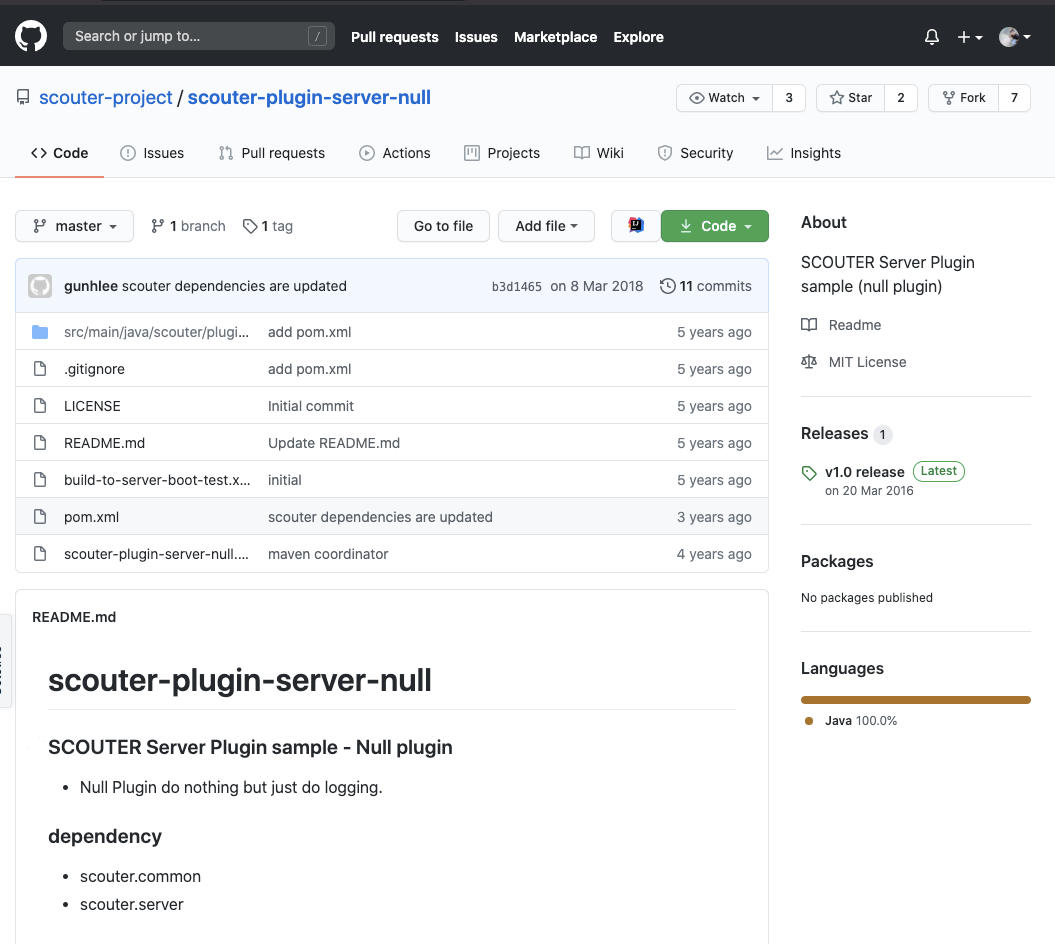 Search or jump to... / Pull requests Issues Marketplace Explore
scouter-project / scouter-plugin-server-null Watch 3 Star 2 Fork 7
Code Issues Pull requests Actions Projects Wiki Security Insights
master 1 branch 1 tag Go to file Add file Code
gunhlee scouter dependencies are updated b3d1465 on 8 Mar 2018 11 commits
src/main/java/scouter/plugi... add pom.xml 5 years ago
.gitignore add pom.xml 5 years ago
LICENSE Initial commit 5 years ago
README.md Update README.md 5 years ago
build-to-server-boot-test.x... initial 5 years ago
pom.xml scouter dependencies are updated 3 years ago
scouter-plugin-server-null.... maven coordinator 4 years ago
README.md
scouter-plugin-server-null
SCOUTER Server Plugin sample - Null plugin
• Null Plugin do nothing but just do logging.
dependency
• scouter.common
• scouter.server
About
SCOUTER Server Plugin
sample (null plugin)
Readme
MIT License
Releases 1
v1.0 release Latest
on 20 Mar 2016
Packages
No packages published
Languages
Java 100.0%